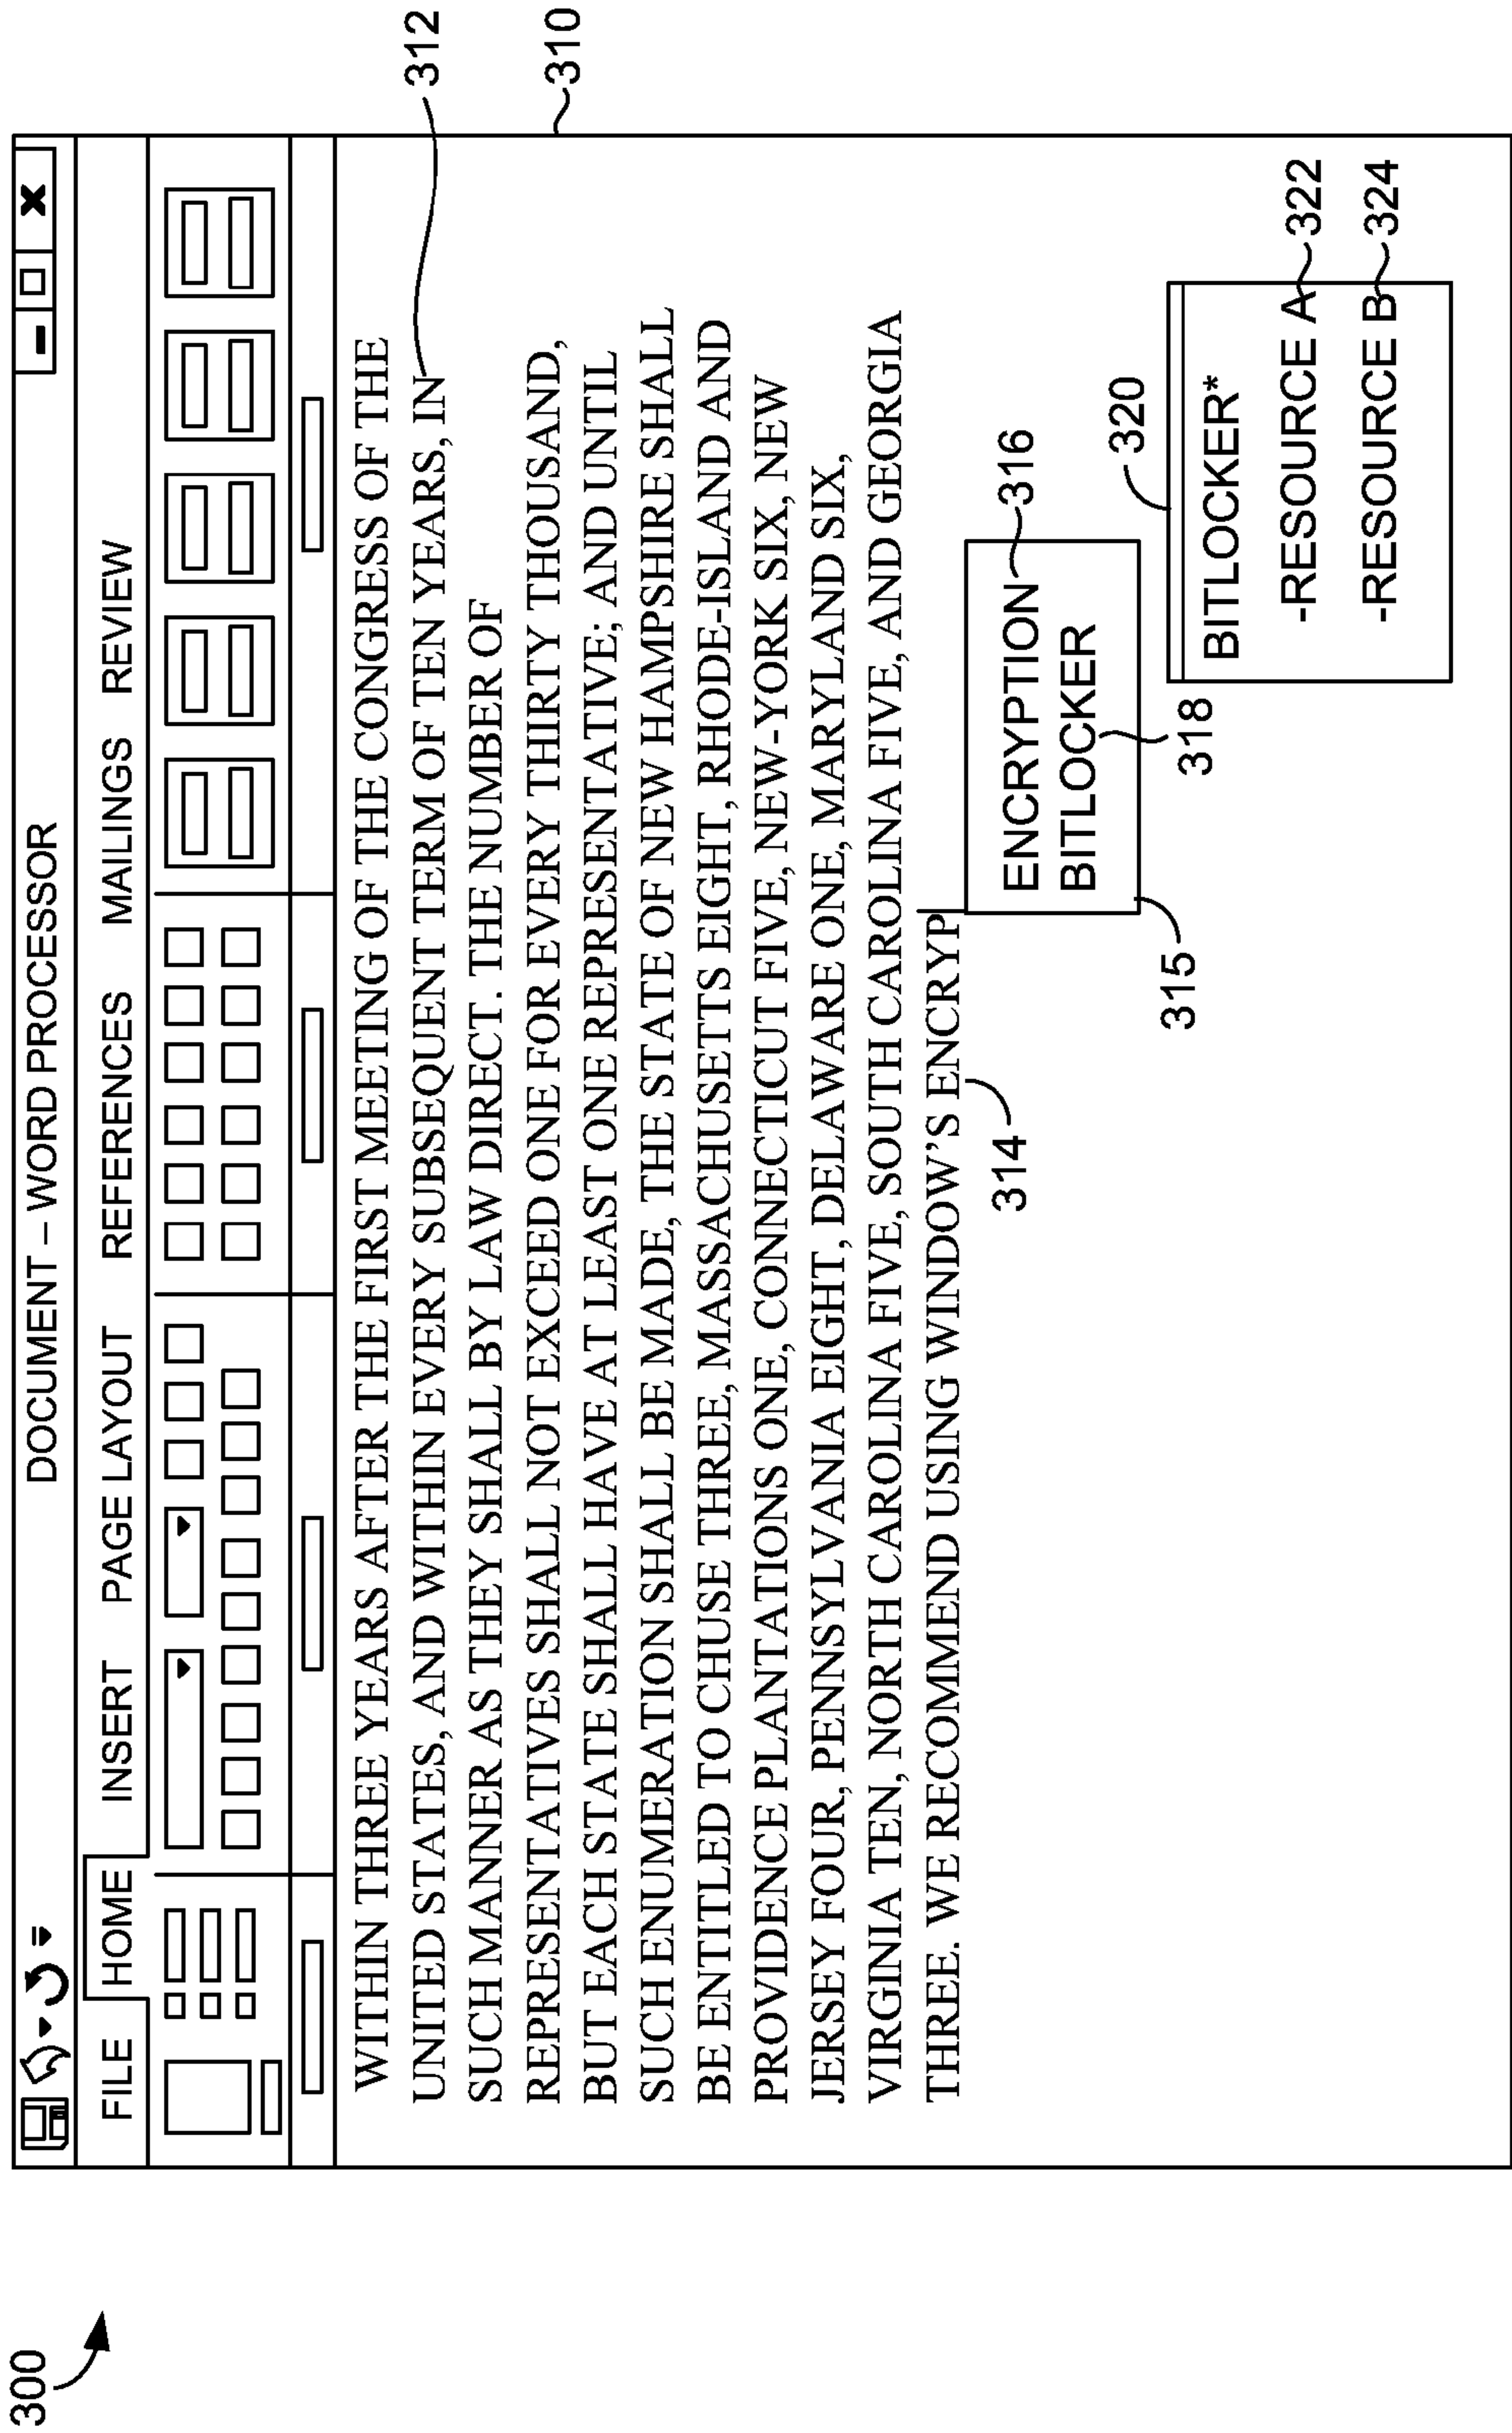 300
DOCUMENT – WORD PROCESSOR
FILE HOME INSERT PAGE LAYOUT REFERENCES MAILINGS REVIEW
WITHIN THREE YEARS AFTER THE FIRST MEETING OF THE CONGRESS OF THE
UNITED STATES, AND WITHIN EVERY SUBSEQUENT TERM OF TEN YEARS, IN
312
SUCH MANNER AS THEY SHALL BY LAW DIRECT. THE NUMBER OF
REPRESENTATIVES SHALL NOT EXCEED ONE FOR EVERY THIRTY THOUSAND,
310
BUT EACH STATE SHALL HAVE AT LEAST ONE REPRESENTATIVE; AND UNTIL
SUCH ENUMERATION SHALL BE MADE, THE STATE OF NEW HAMPSHIRE SHALL
BE ENTITLED TO CHUSE THREE, MASSACHUSETTS EIGHT, RHODE-ISLAND AND
PROVIDENCE PLANTATIONS ONE, CONNECTICUT FIVE, NEW-YORK SIX, NEW
JERSEY FOUR, PENNSYLVANIA EIGHT, DELAWARE ONE, MARYLAND SIX,
VIRGINIA TEN, NORTH CAROLINA FIVE, SOUTH CAROLINA FIVE, AND GEORGIA
THREE. WE RECOMMEND USING WINDOW'S ENCRYP
314
ENCRYPTION 316
BITLOCKER
315
318
320
BITLOCKER*
-RESOURCE A 322
-RESOURCE B 324